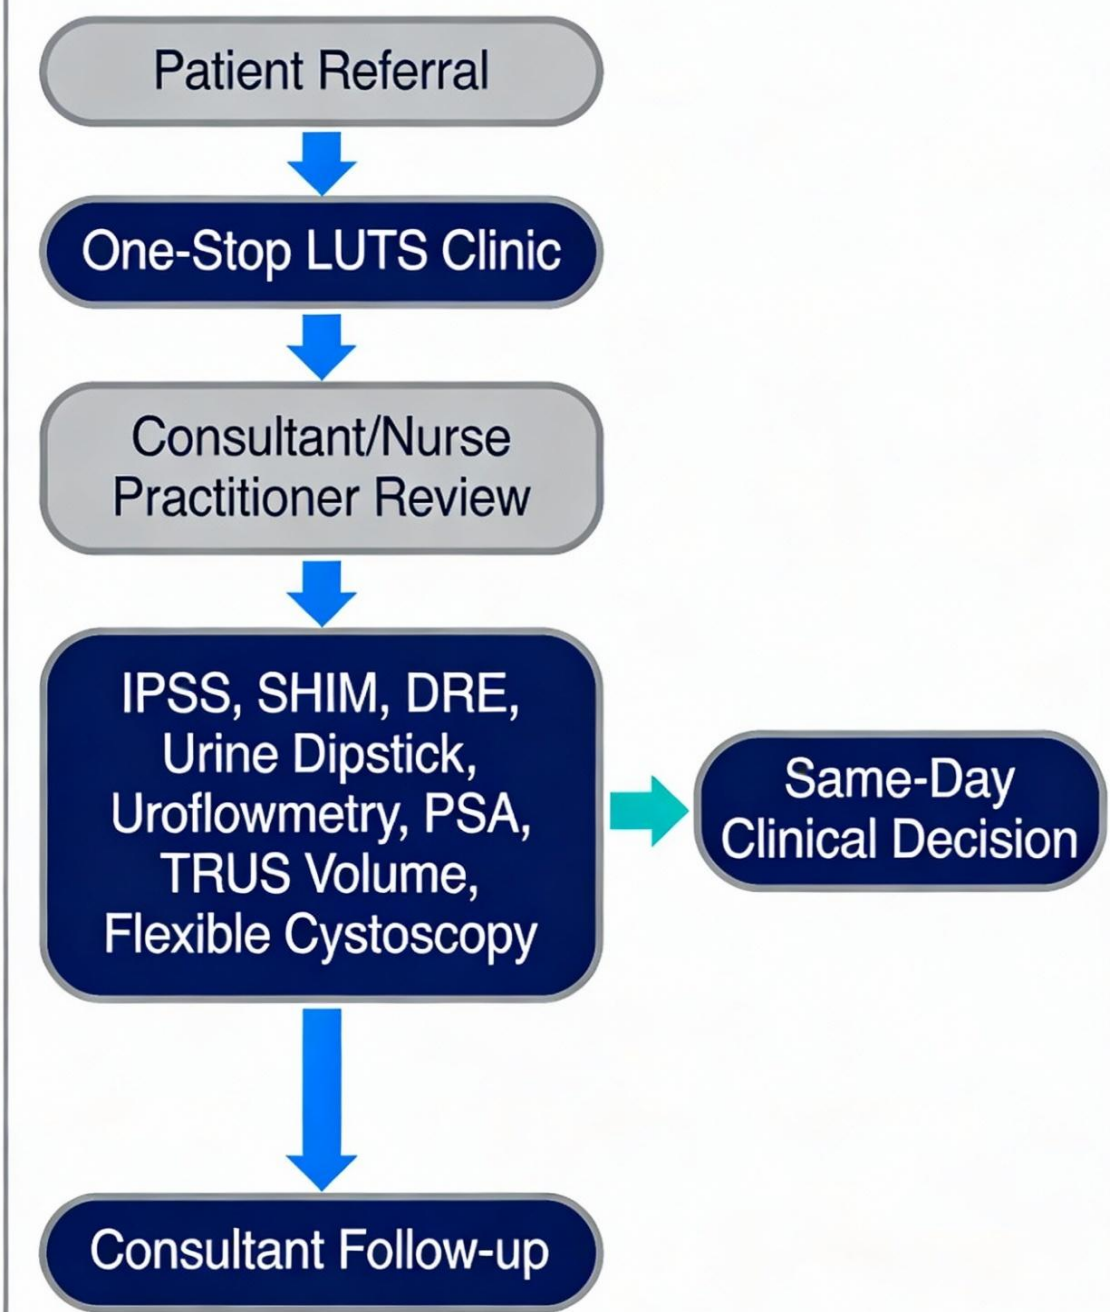 Patient Referral
One-Stop LUTS Clinic
Consultant/Nurse
Practitioner Review
IPSS, SHIM, DRE,
Urine Dipstick,
Uroflowmetry, PSA,
TRUS Volume,
Flexible Cystoscopy
Same-Day
Clinical Decision
Consultant Follow-up